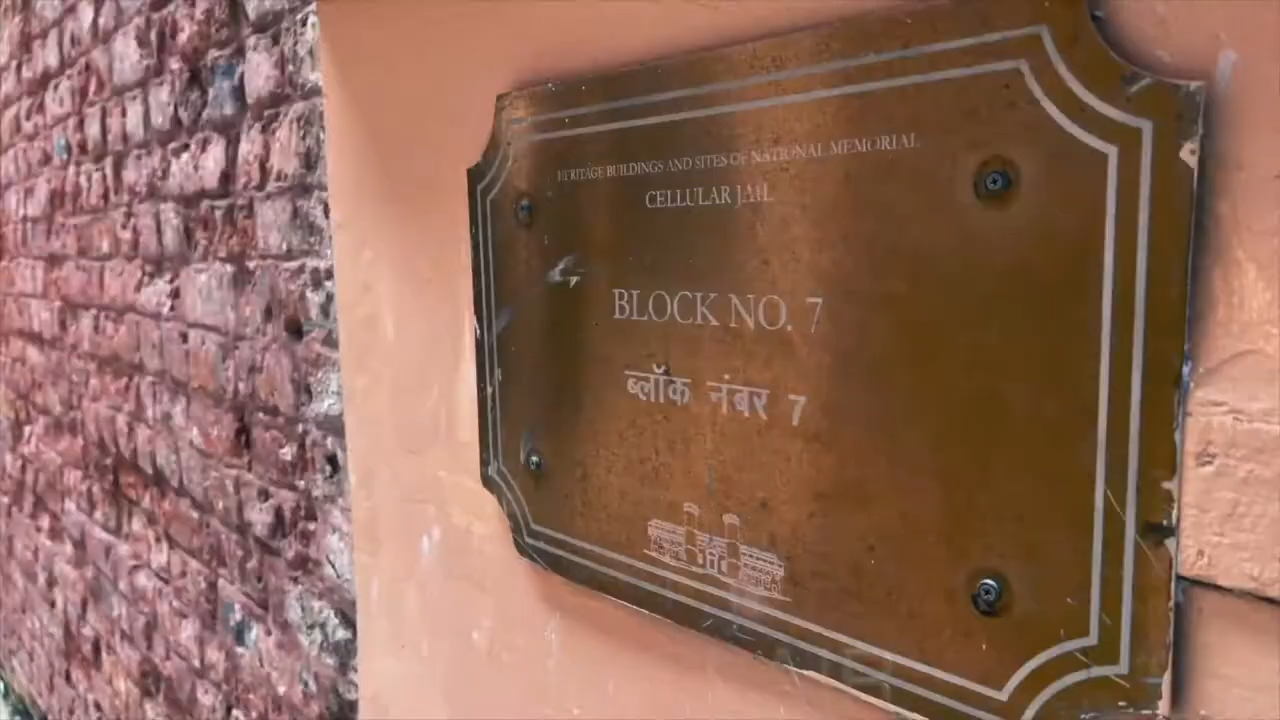 HERITAGE BUILDINGS AND SITES OF NATIONAL MEMORIAL
CELLULAR JAIL
BLOCK NO. 7
ब्लॉक नंबर 7